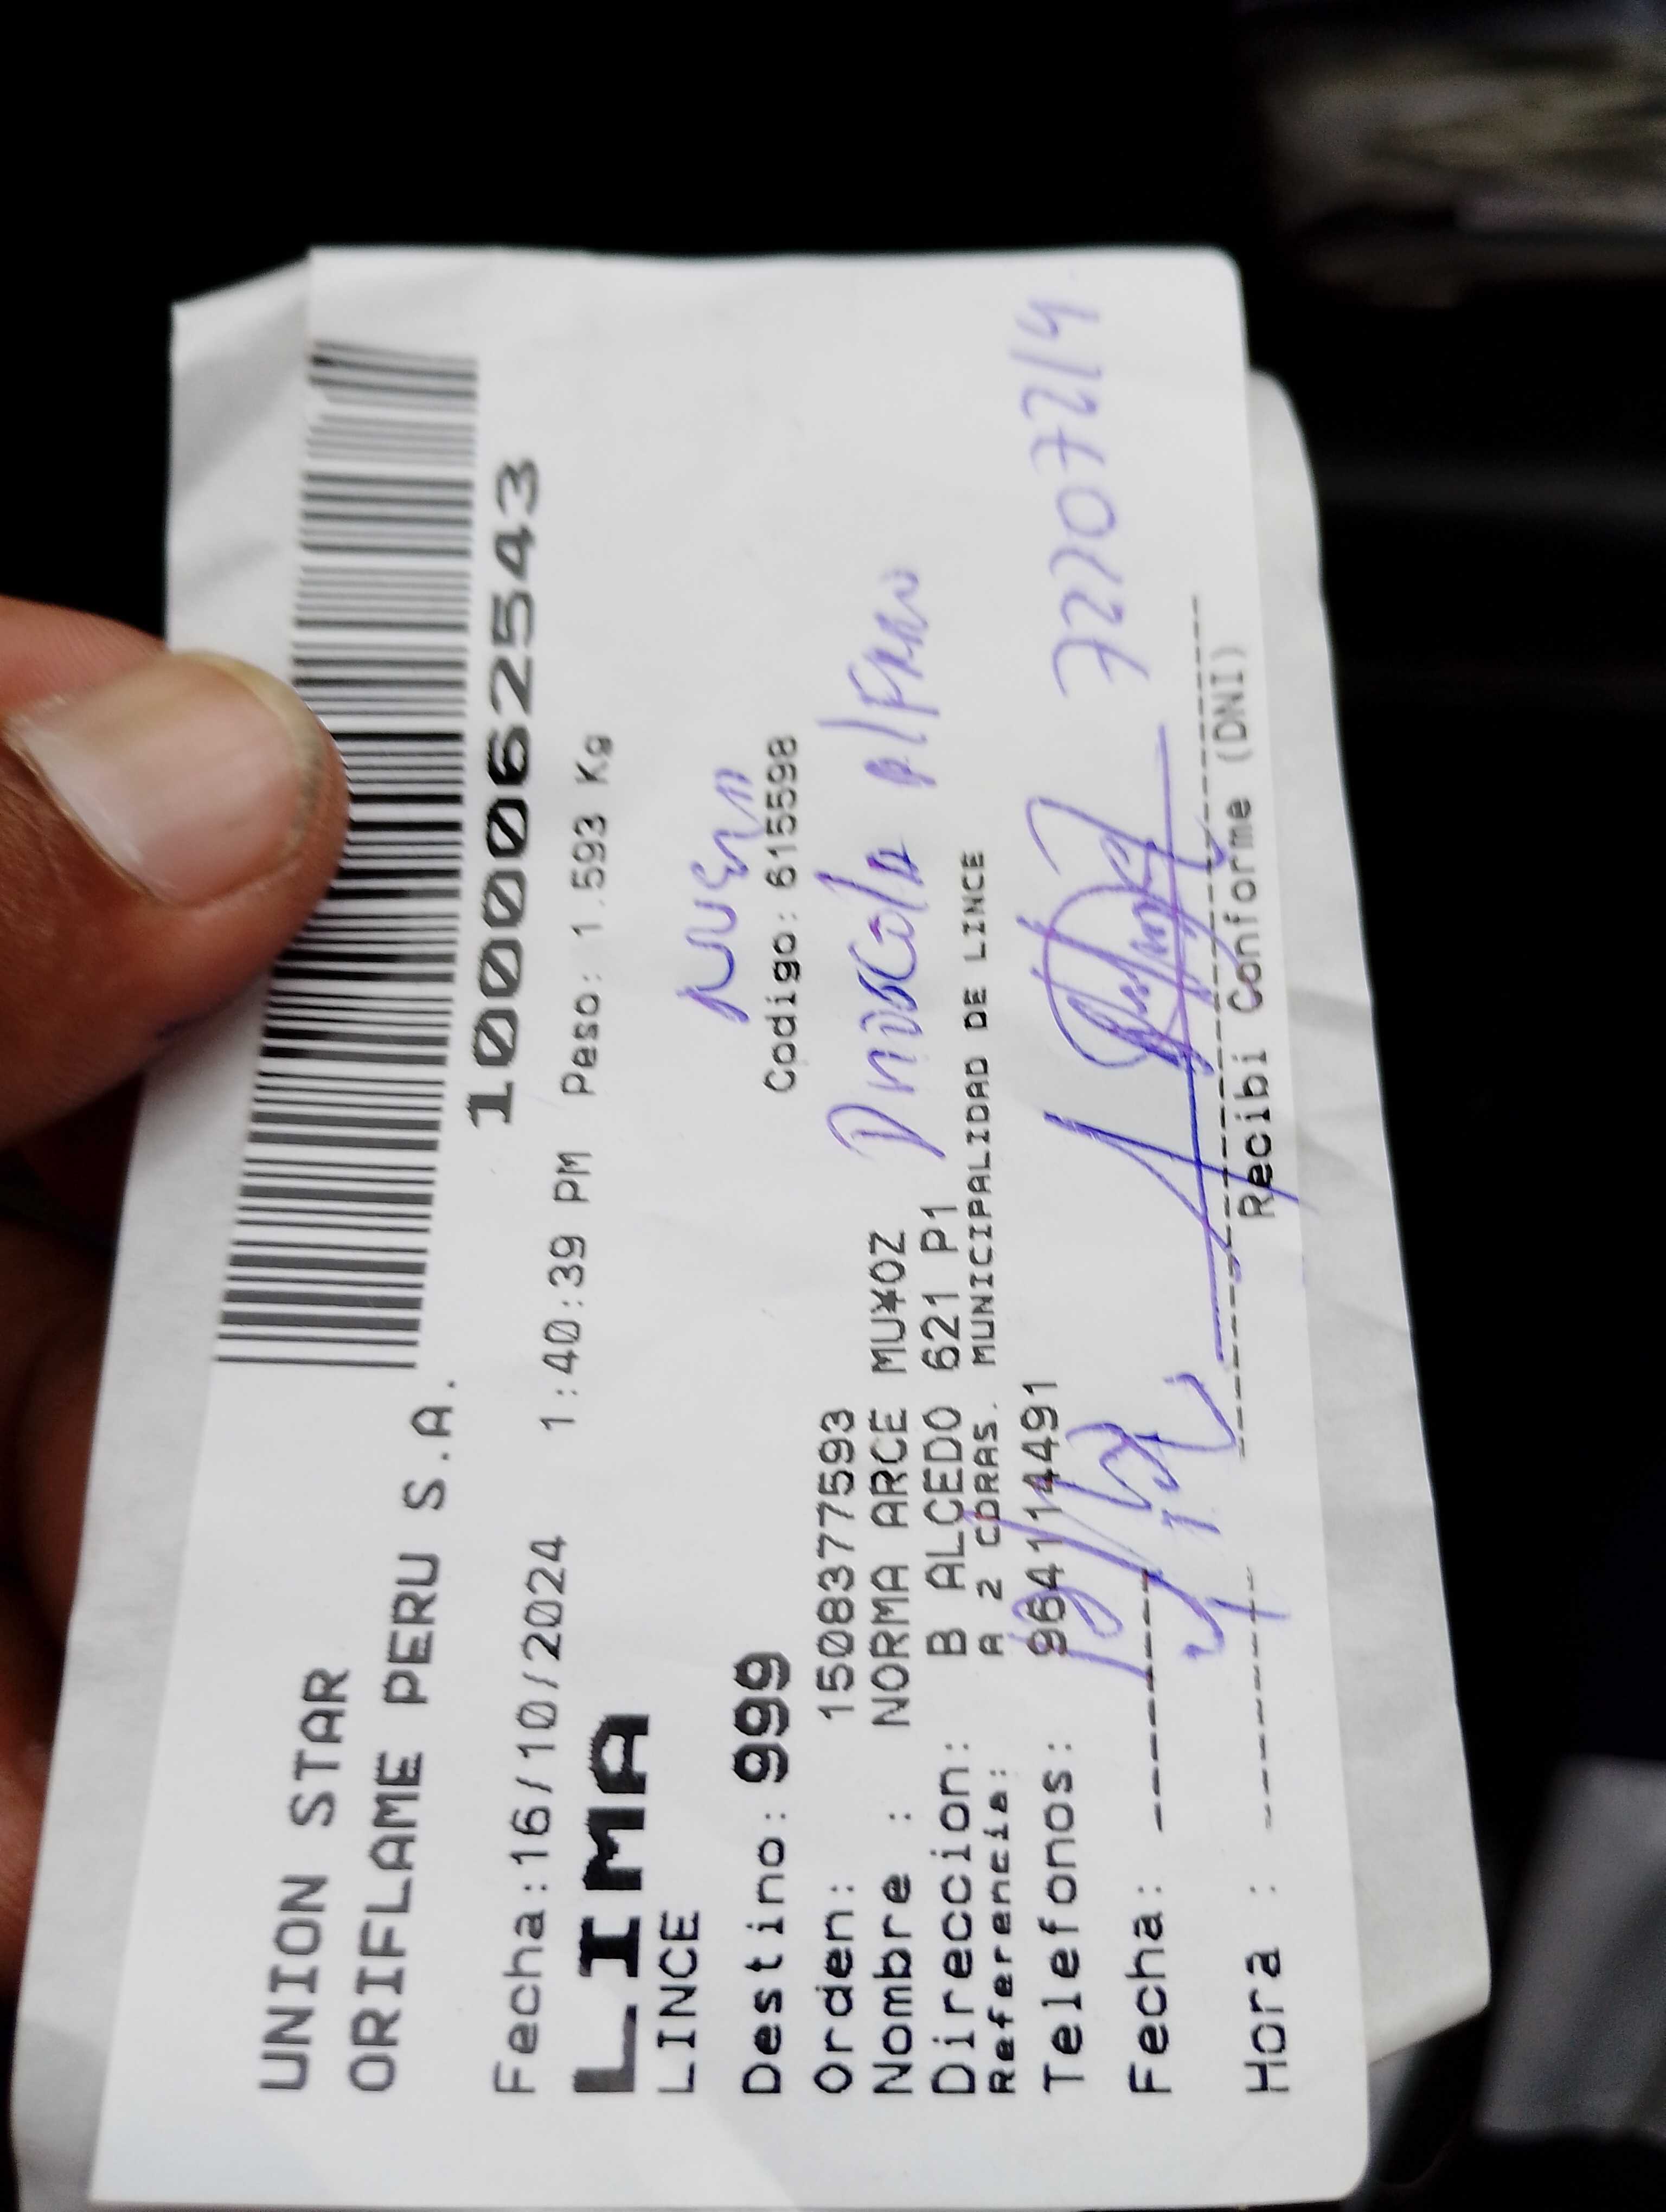 UNION STAR
ORIFLAME PERU S.A.
1000062543
Fecha:16/10/2024 1:40:39 PM Peso: 1.593 Kg
LIMA
LINCE
Destino: 999
Codigo: 615598
Orden: 1508377593
Nombre : NORMA ARCE MU¥OZ
Direccion: B ALCEDO 621 P1
Referencia: A 2 CDRAS. MUNICIPALIDAD DE LINCE
Telefonos: 964114491
Fecha:
Hora :
Recibi Conforme (DNI)